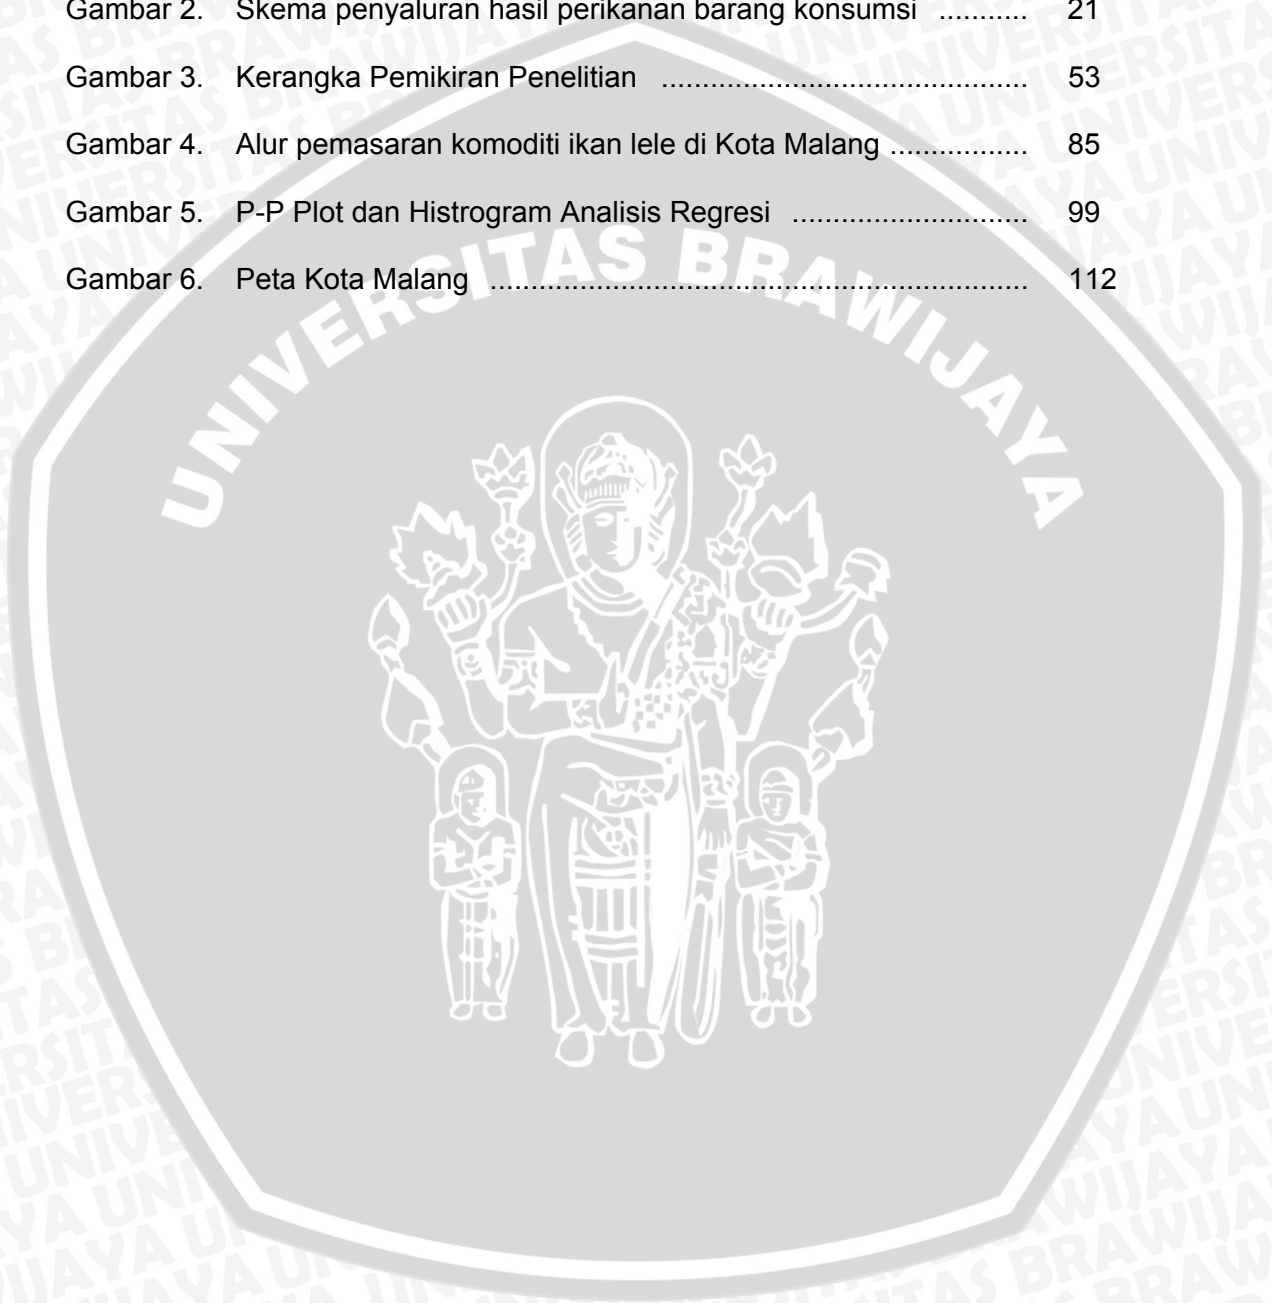 Gambar 2. Skema penyaluran hasil perikanan barang konsumsi ........... 21
Gambar 3. Kerangka Pemikiran Penelitian ............................................. 53
Gambar 4. Alur pemasaran komoditi ikan lele di Kota Malang ................. 85
Gambar 5. P-P Plot dan Histrogram Analisis Regresi ............................. 99
Gambar 6. Peta Kota Malang .................................................................. 112
UNIVERSITAS BRAWIJAYA